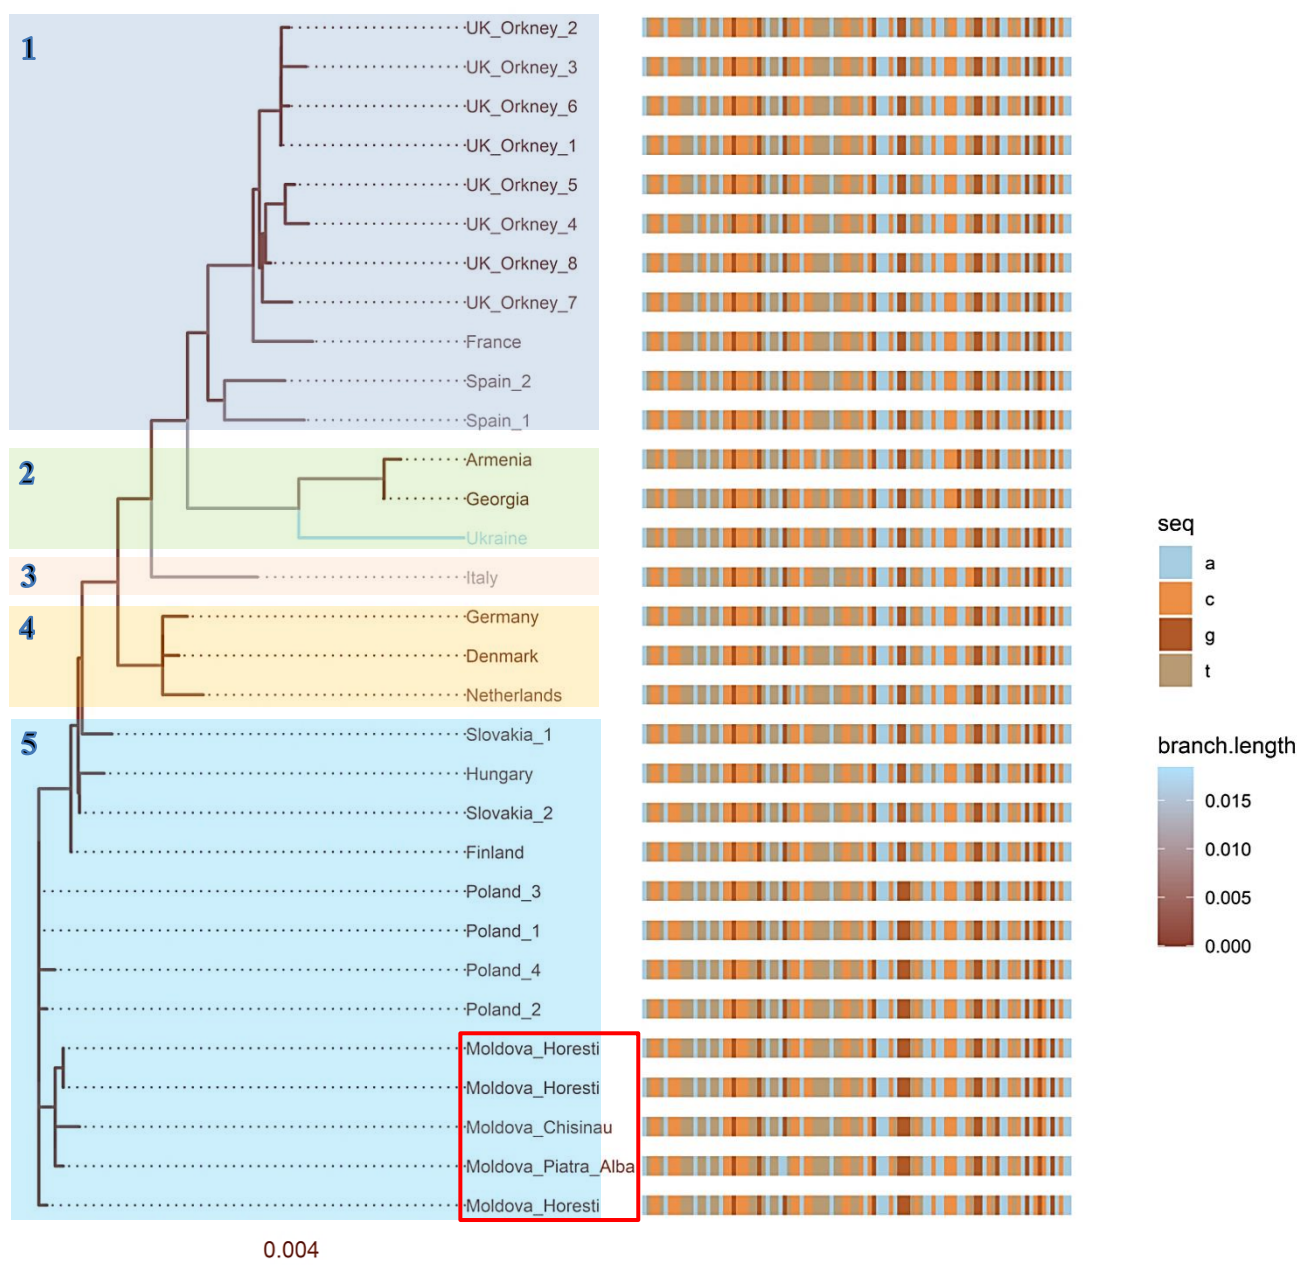 1
UK_Orkney_2
UK_Orkney_3
UK_Orkney_6
UK_Orkney_1
UK_Orkney_5
UK_Orkney_4
UK_Orkney_8
UK_Orkney_7
France
Spain_2
Spain_1
2
Armenia
Georgia
Ukraine
3
Italy
4
Germany
Denmark
Netherlands
5
Slovakia_1
Hungary
Slovakia_2
Finland
Poland_3
Poland_1
Poland_4
Poland_2
Moldova_Horesti
Moldova_Horesti
Moldova_Chisinau
Moldova_Piatra_Alba
Moldova_Horesti
0.004
seq
a
c
g
t
branch.length
0.015
0.010
0.005
0.000